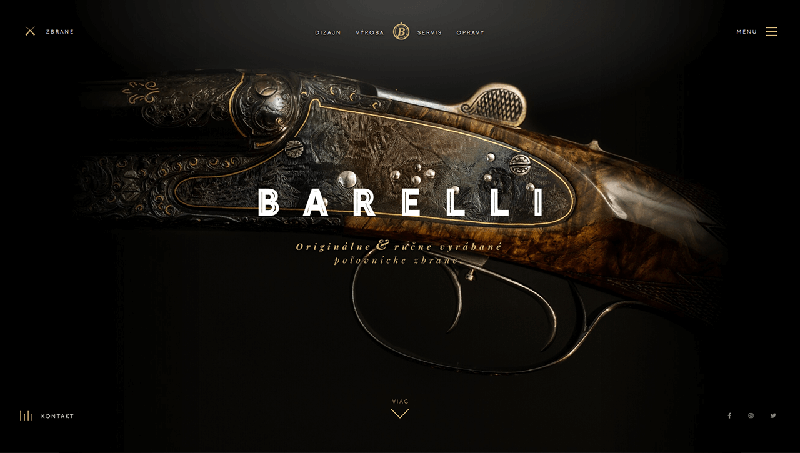 ZBRANE
DIZAJN VÝROBA B SERVIS OPRAVY
MENU
BARELLI
Originálne & ručne vyrábané
poľovnícke zbrane
KONTAKT
VIAC